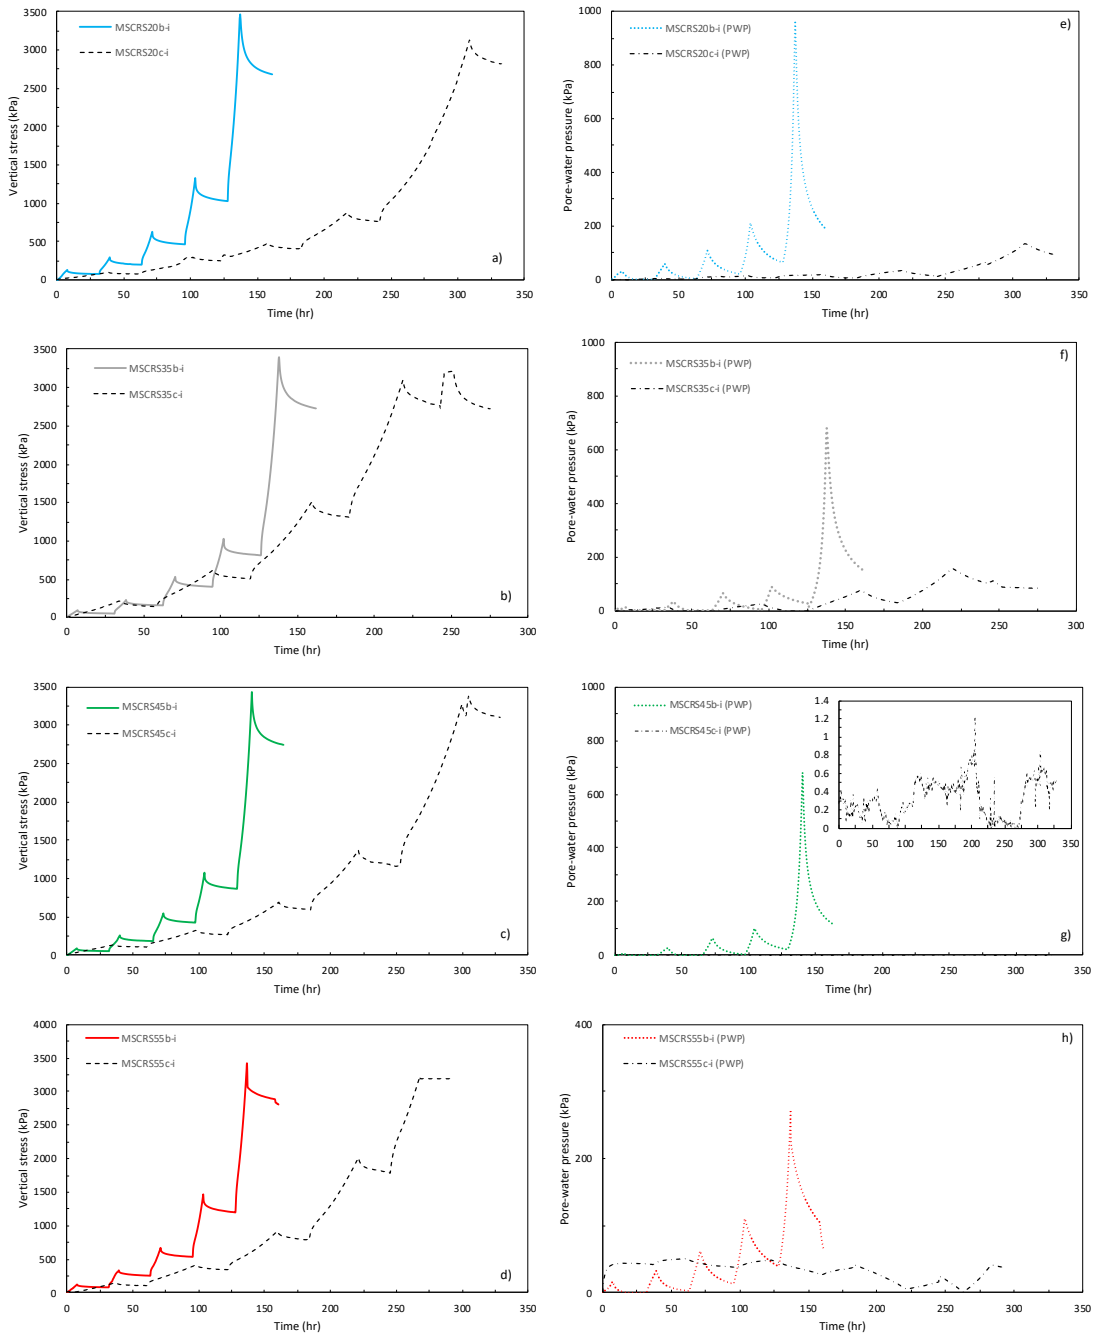 MSCRS20b-i
MSCRS20c-i
Vertical stress (kPa)
3500
3000
2500
2000
1500
1000
500
0
0 50 100 150 200 250 300 350
Time (hr)
a)
MSCRS20b-i (PWP)
MSCRS20c-i (PWP)
e)
Pore-water pressure (kPa)
1000
800
600
400
200
0
0 50 100 150 200 250 300 350
Time (hr)
MSCRS35b-i
MSCRS35c-i
Vertical stress (kPa)
3500
3000
2500
2000
1500
1000
500
0
0 50 100 150 200 250 300
Time (hr)
b)
MSCRS35b-i (PWP)
MSCRS35c-i (PWP)
f)
Pore-water pressure (kPa)
1000
800
600
400
200
0
0 50 100 150 200 250 300
Time (hr)
MSCRS45b-i
MSCRS45c-i
Vertical stress (kPa)
3500
3000
2500
2000
1500
1000
500
0
0 50 100 150 200 250 300 350
Time (hr)
c)
MSCRS45b-i (PWP)
MSCRS45c-i (PWP)
Pore-water pressure (kPa)
1000
800
600
400
200
0
0 50 100 150 200 250 300 350
Time (hr)
1.4
1.2
1
0.8
0.6
0.4
0.2
0
0 50 100 150 200 250 300 350
g)
MSCRS55b-i
MSCRS55c-i
Vertical stress (kPa)
4000
3500
3000
2500
2000
1500
1000
500
0
0 50 100 150 200 250 300 350
Time (hr)
d)
MSCRS55b-i (PWP)
MSCRS55c-i (PWP)
h)
Pore-water pressure (kPa)
400
200
0
0 50 100 150 200 250 300 350
Time (hr)